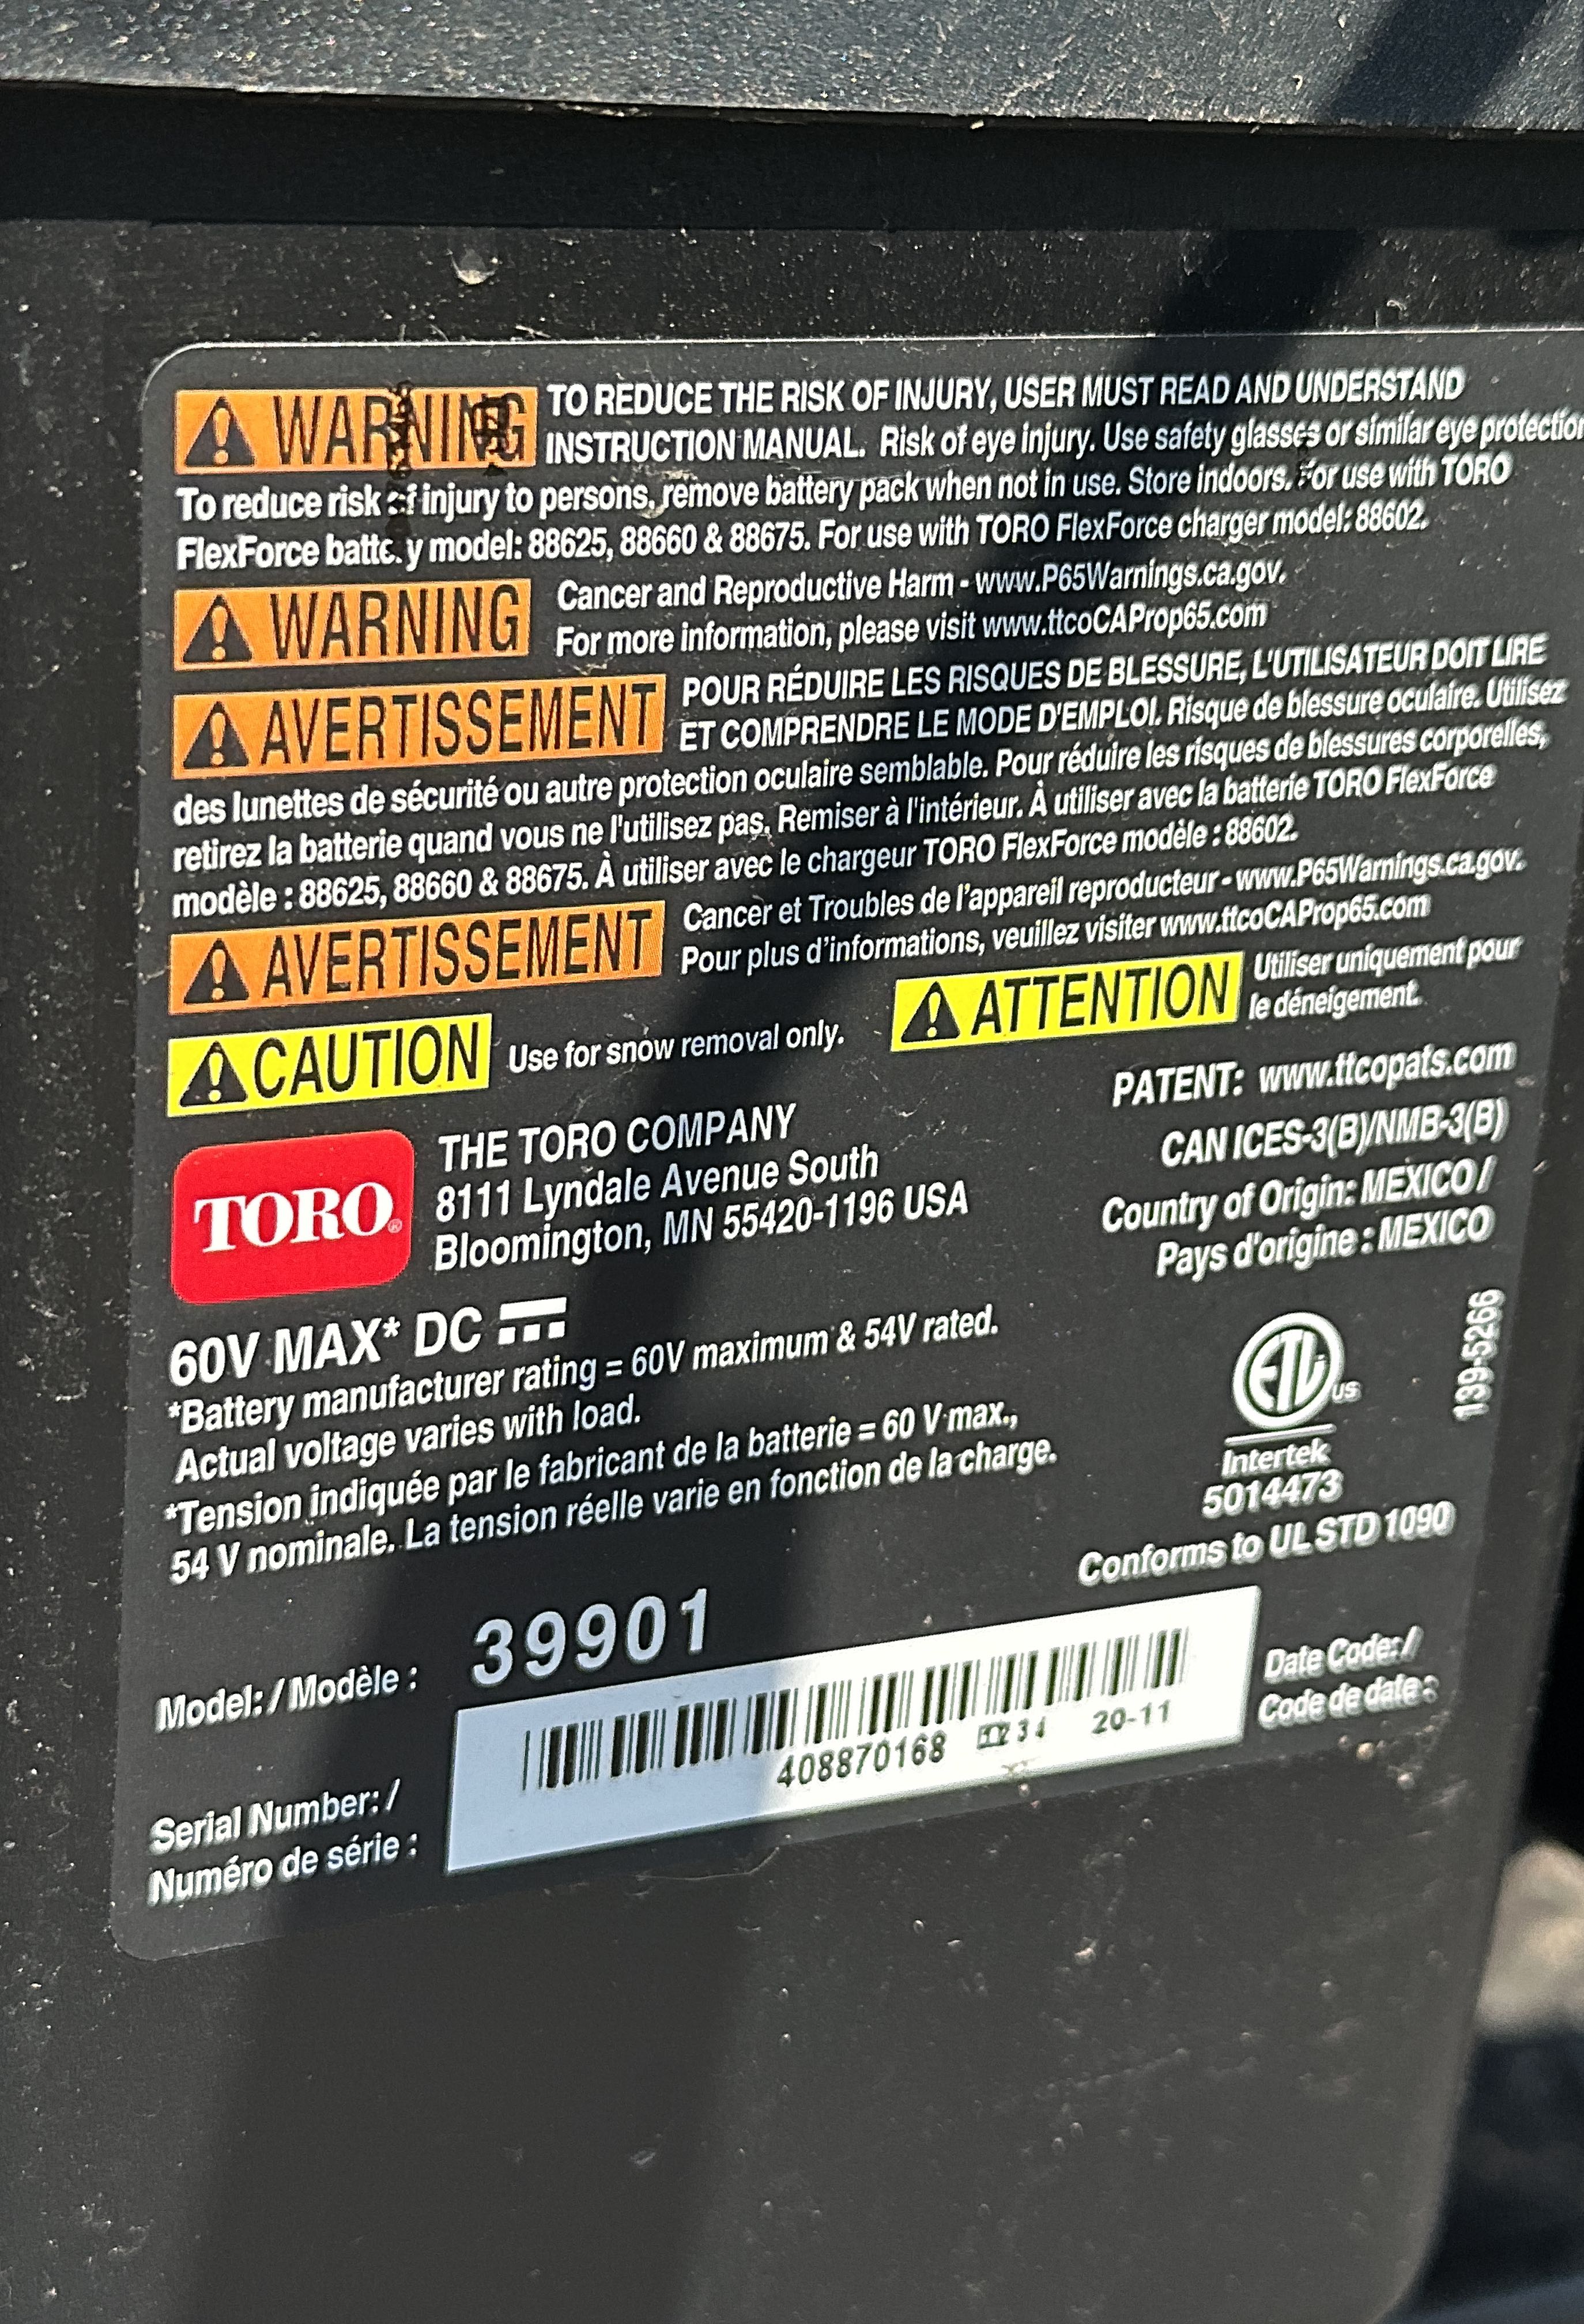 WARNING TO REDUCE THE RISK OF INJURY, USER MUST READ AND UNDERSTAND
INSTRUCTION MANUAL. Risk of eye injury. Use safety glasses or similar eye protection
To reduce risk of injury to persons, remove battery pack when not in use. Store indoors. For use with TORO
FlexForce battery model: 88625, 88660 & 88675. For use with TORO FlexForce charger model: 88602.
WARNING Cancer and Reproductive Harm - www.P65Warnings.ca.gov.
For more information, please visit www.ttcoCAProp65.com
AVERTISSEMENT POUR RÉDUIRE LES RISQUES DE BLESSURE, L'UTILISATEUR DOIT LIRE
ET COMPRENDRE LE MODE D'EMPLOI. Risque de blessure oculaire. Utilisez
des lunettes de sécurité ou autre protection oculaire semblable. Pour réduire les risques de blessures corporelles,
retirez la batterie quand vous ne l'utilisez pas. Remiser à l'intérieur. À utiliser avec la batterie TORO FlexForce
modèle : 88625, 88660 & 88675. À utiliser avec le chargeur TORO FlexForce modèle : 88602.
AVERTISSEMENT Cancer et Troubles de l'appareil reproducteur - www.P65Warnings.ca.gov.
Pour plus d'informations, veuillez visiter www.ttcoCAProp65.com
CAUTION Use for snow removal only.
ATTENTION Utiliser uniquement pour
le déneigement.
TORO®
THE TORO COMPANY
8111 Lyndale Avenue South
Bloomington, MN 55420-1196 USA
PATENT: www.ttcopats.com
CAN ICES-3(B)/NMB-3(B)
Country of Origin: MEXICO /
Pays d'origine : MEXICO
60V MAX* DC
*Battery manufacturer rating = 60V maximum & 54V rated.
Actual voltage varies with load.
*Tension indiquée par le fabricant de la batterie = 60 V max.,
54 V nominale. La tension réelle varie en fonction de la charge.
ETL us
Intertek
5014473
Conforms to UL STD 1090
139-5266
Model: / Modèle : 39901
Serial Number: /
Numéro de série :
408870168 20-11
Date Code: /
Code de date :